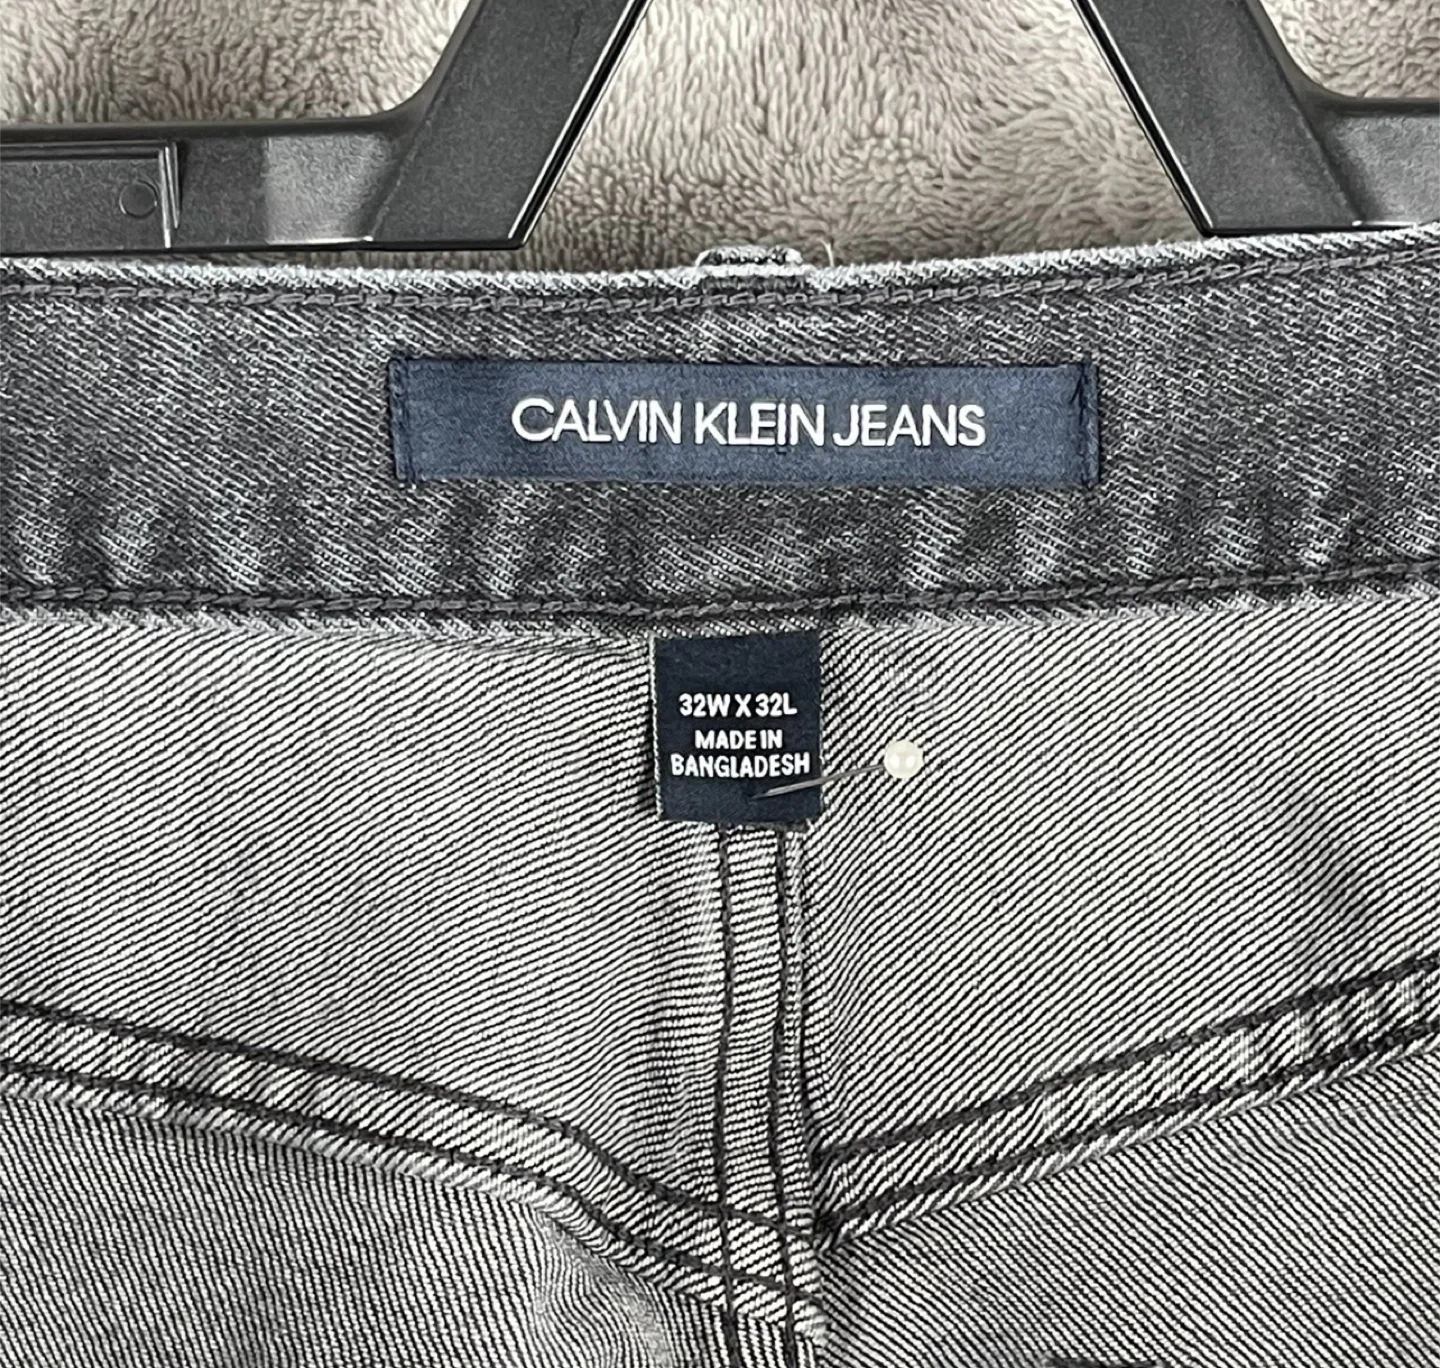 CALVIN KLEIN JEANS
32W X 32L
MADE IN
BANGLADESH